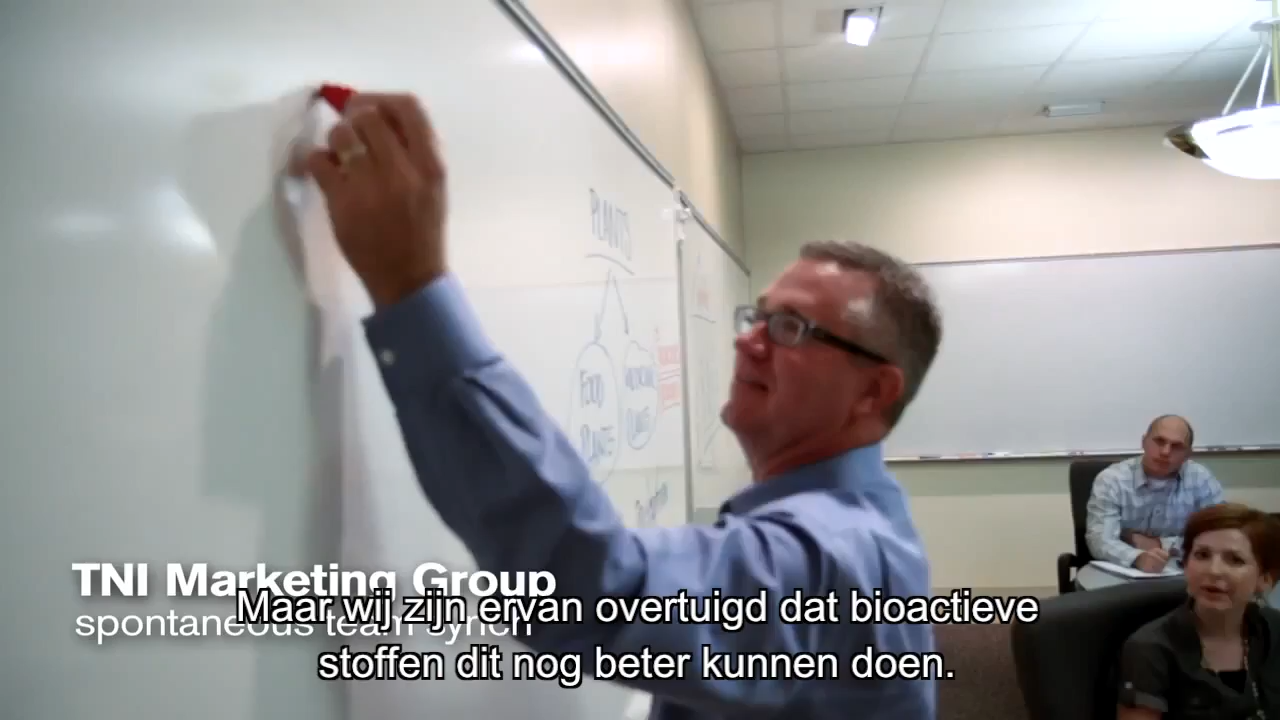 PLANTS
FOOD
PLANTS
PLANTS
TNI Marketing Group
spontaneous team synch
Maar wij zijn ervan overtuigd dat bioactieve
stoffen dit nog beter kunnen doen.